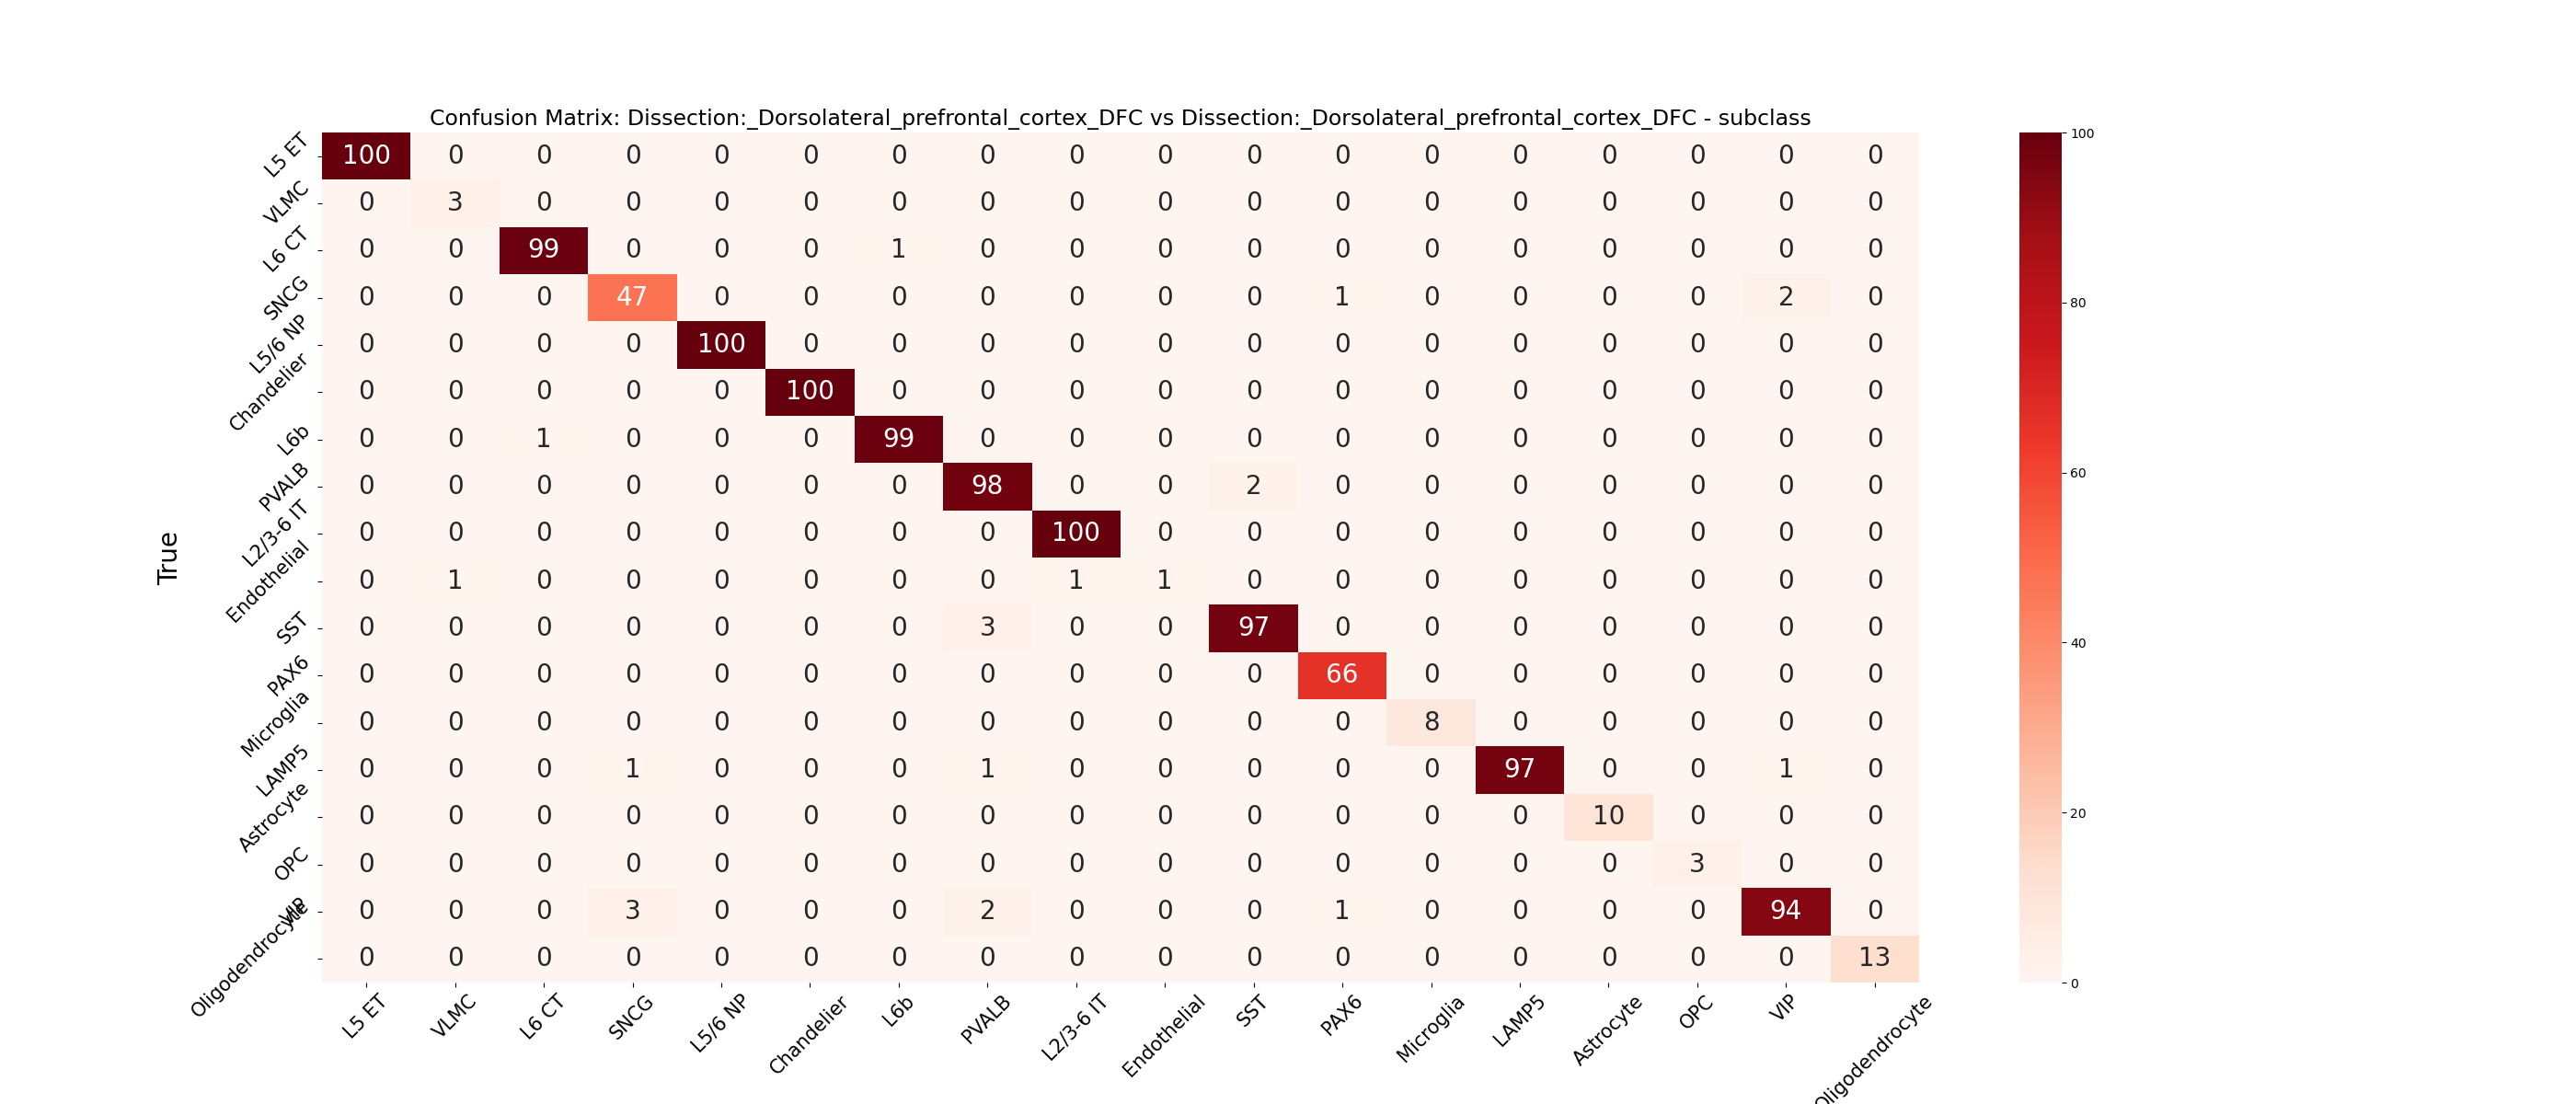 Confusion Matrix: Dissection:_Dorsolateral_prefrontal_cortex_DFC vs Dissection:_Dorsolateral_prefrontal_cortex_DFC - subclass
L5 ET 100 0 0 0 0 0 0 0 0 0 0 0 0 0 0 0 0 0
VLMC 0 3 0 0 0 0 0 0 0 0 0 0 0 0 0 0 0 0
L6 CT 0 0 99 0 0 0 1 0 0 0 0 0 0 0 0 0 0 0
SNCG 0 0 0 47 0 0 0 0 0 0 0 1 0 0 0 0 2 0
L5/6 NP 0 0 0 0 100 0 0 0 0 0 0 0 0 0 0 0 0 0
Chandelier 0 0 0 0 0 100 0 0 0 0 0 0 0 0 0 0 0 0
L6b 0 0 1 0 0 0 99 0 0 0 0 0 0 0 0 0 0 0
PVALB 0 0 0 0 0 0 0 98 0 0 2 0 0 0 0 0 0 0
L2/3-6 IT 0 0 0 0 0 0 0 0 100 0 0 0 0 0 0 0 0 0
Endothelial 0 1 0 0 0 0 0 0 1 1 0 0 0 0 0 0 0 0
SST 0 0 0 0 0 0 0 3 0 0 97 0 0 0 0 0 0 0
PAX6 0 0 0 0 0 0 0 0 0 0 0 66 0 0 0 0 0 0
Microglia 0 0 0 0 0 0 0 0 0 0 0 0 8 0 0 0 0 0
LAMP5 0 0 0 1 0 0 0 1 0 0 0 0 0 97 0 0 1 0
Astrocyte 0 0 0 0 0 0 0 0 0 0 0 0 0 0 10 0 0 0
OPC 0 0 0 0 0 0 0 0 0 0 0 0 0 0 0 3 0 0
VIP 0 0 0 3 0 0 0 2 0 0 0 1 0 0 0 0 94 0
Oligodendrocyte 0 0 0 0 0 0 0 0 0 0 0 0 0 0 0 0 0 13
L5 ET VLMC L6 CT SNCG L5/6 NP Chandelier L6b PVALB L2/3-6 IT Endothelial SST PAX6 Microglia LAMP5 Astrocyte OPC VIP Oligodendrocyte
True
100
80
60
40
20
0